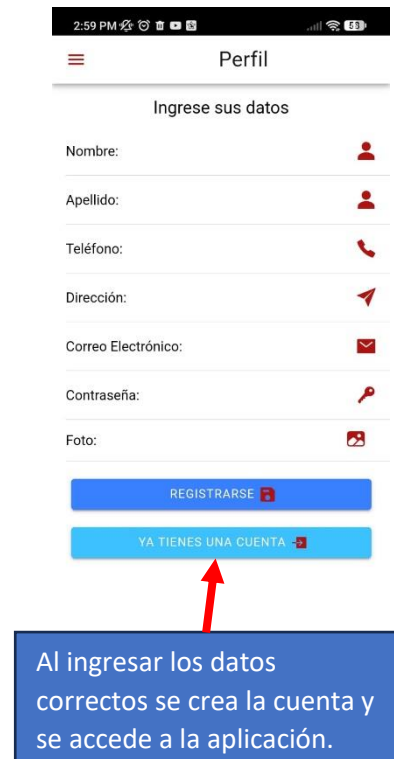 2:59 PM
53
Perfil
Ingrese sus datos
Nombre:
Apellido:
Teléfono:
Dirección:
Correo Electrónico:
Contraseña:
Foto:
REGISTRARSE
YA TIENES UNA CUENTA
Al ingresar los datos
correctos se crea la cuenta y
se accede a la aplicación.